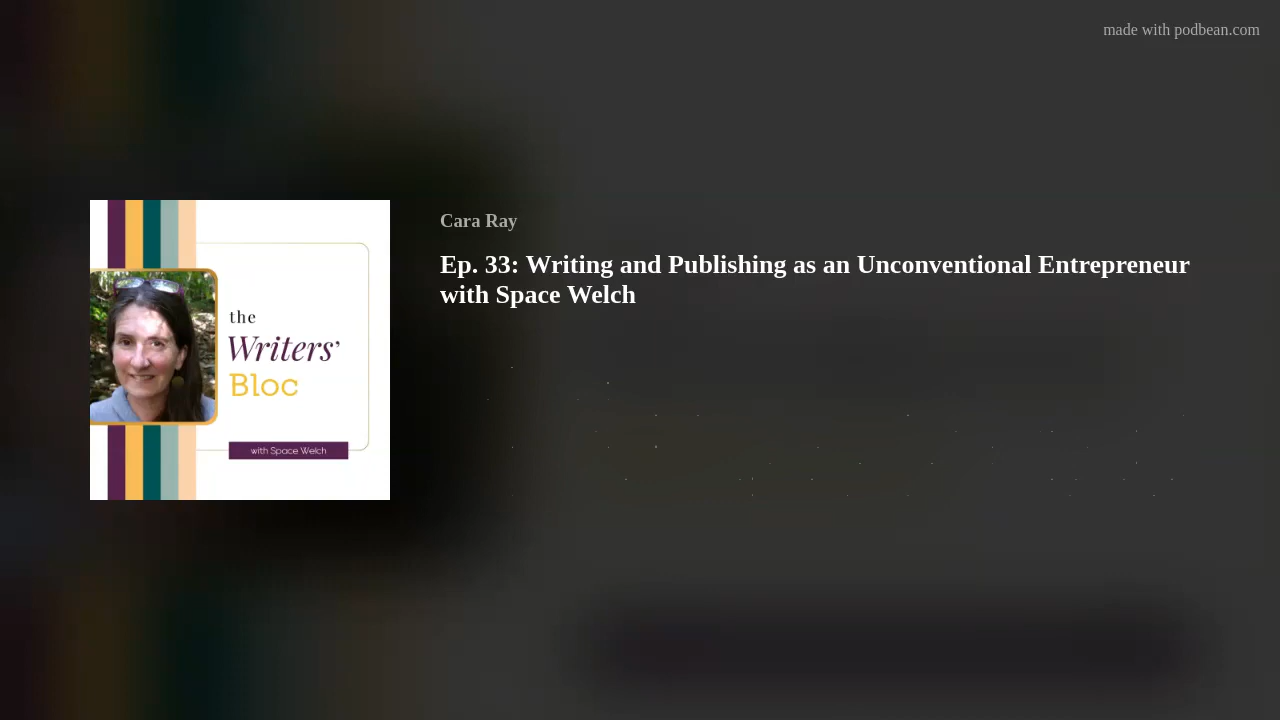 made with podbean.com
Cara Ray
Ep. 33: Writing and Publishing as an Unconventional Entrepreneur
with Space Welch
the
Writers'
Bloc
with Space Welch